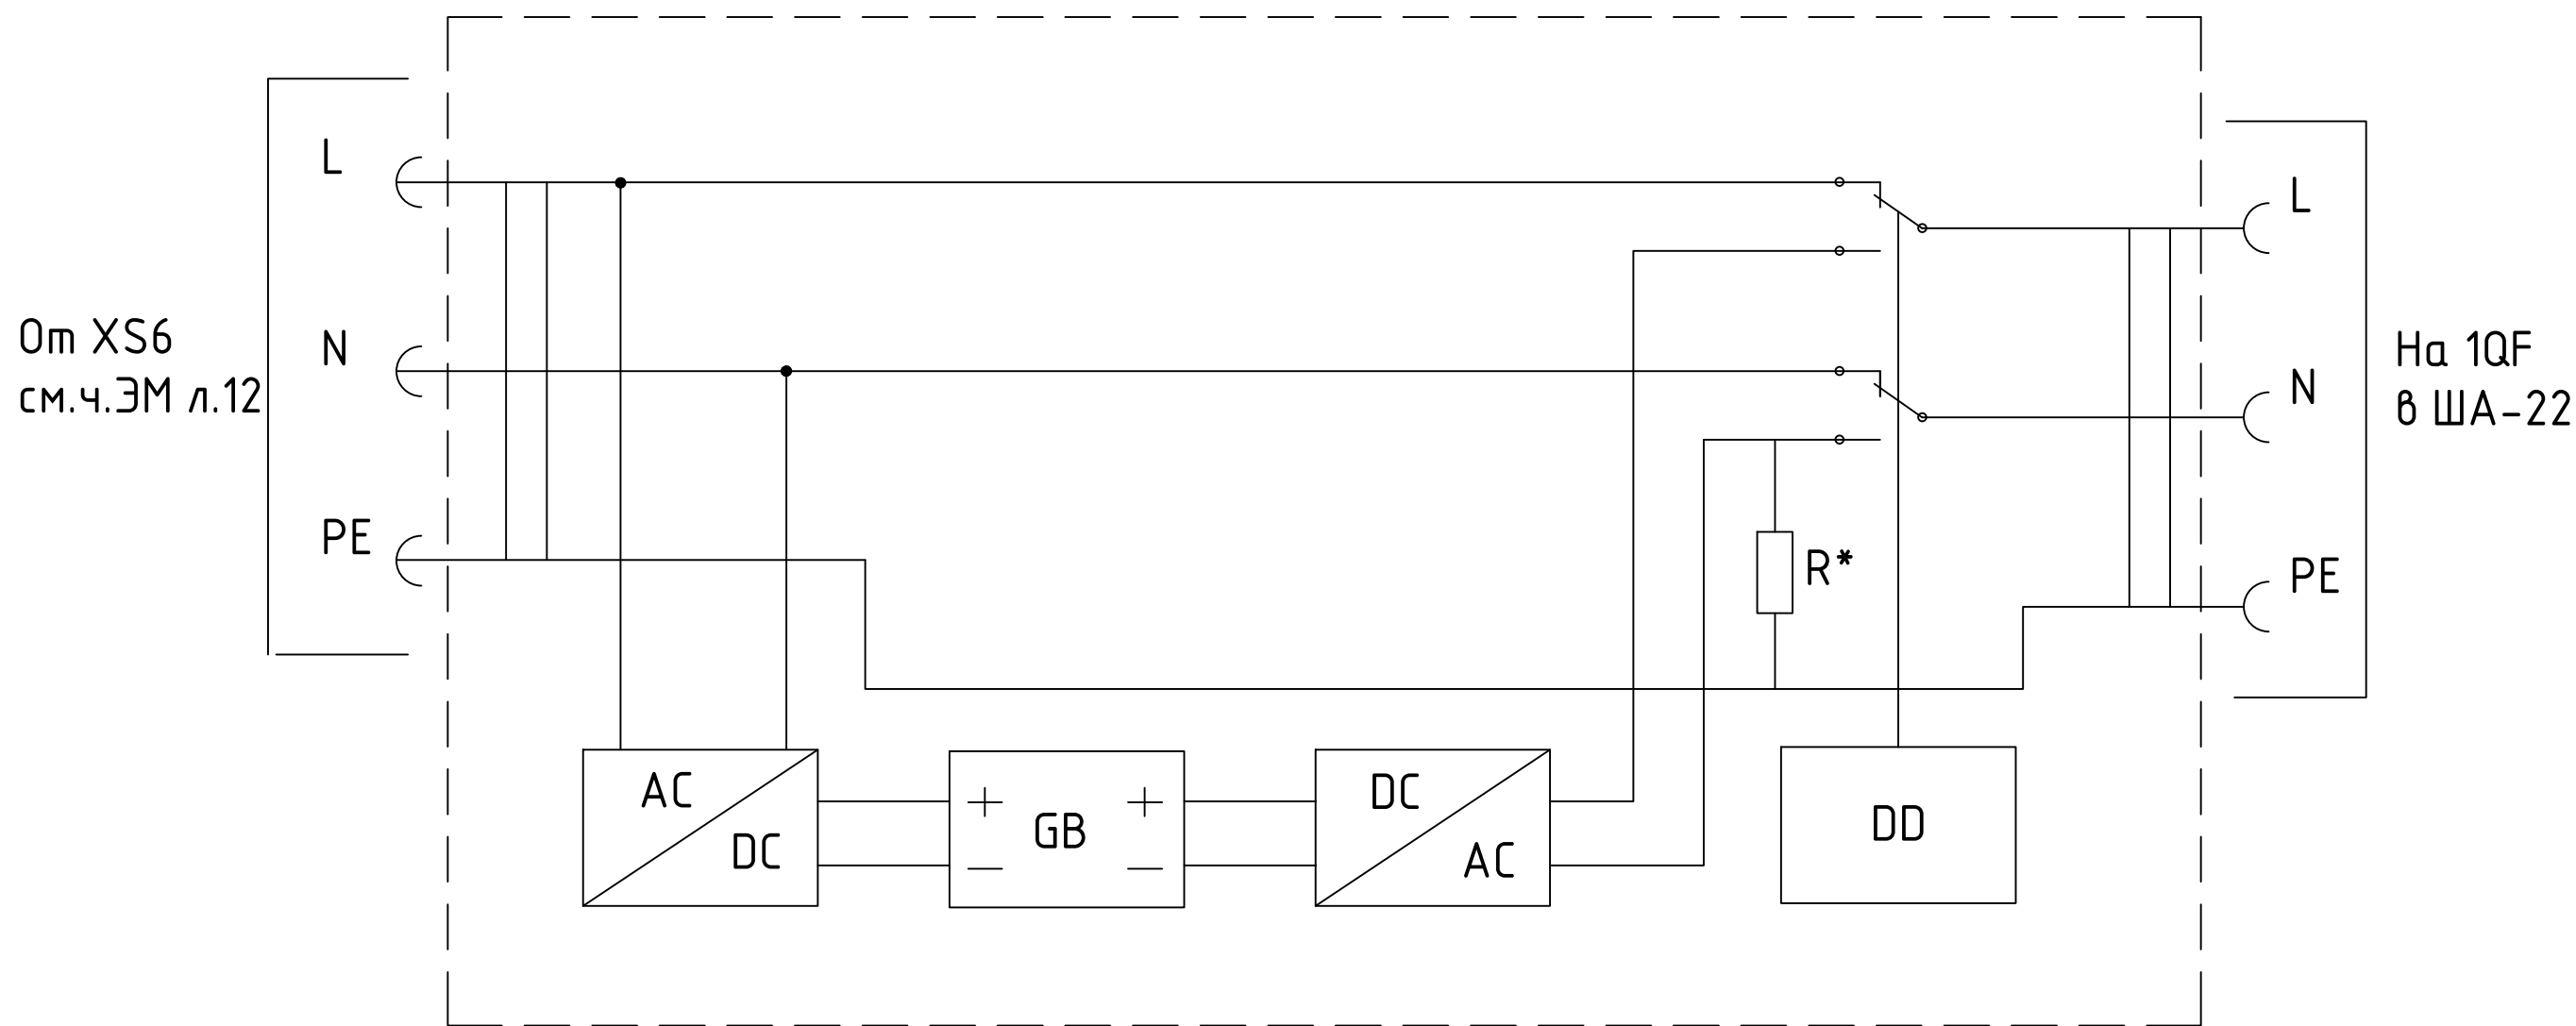 L
N
PE
От XS6
см.ч.ЭМ л.12
L
N
PE
На 1QF
в ША-22
R*
AC
DC
+
−
GB
+
−
DC
AC
DD